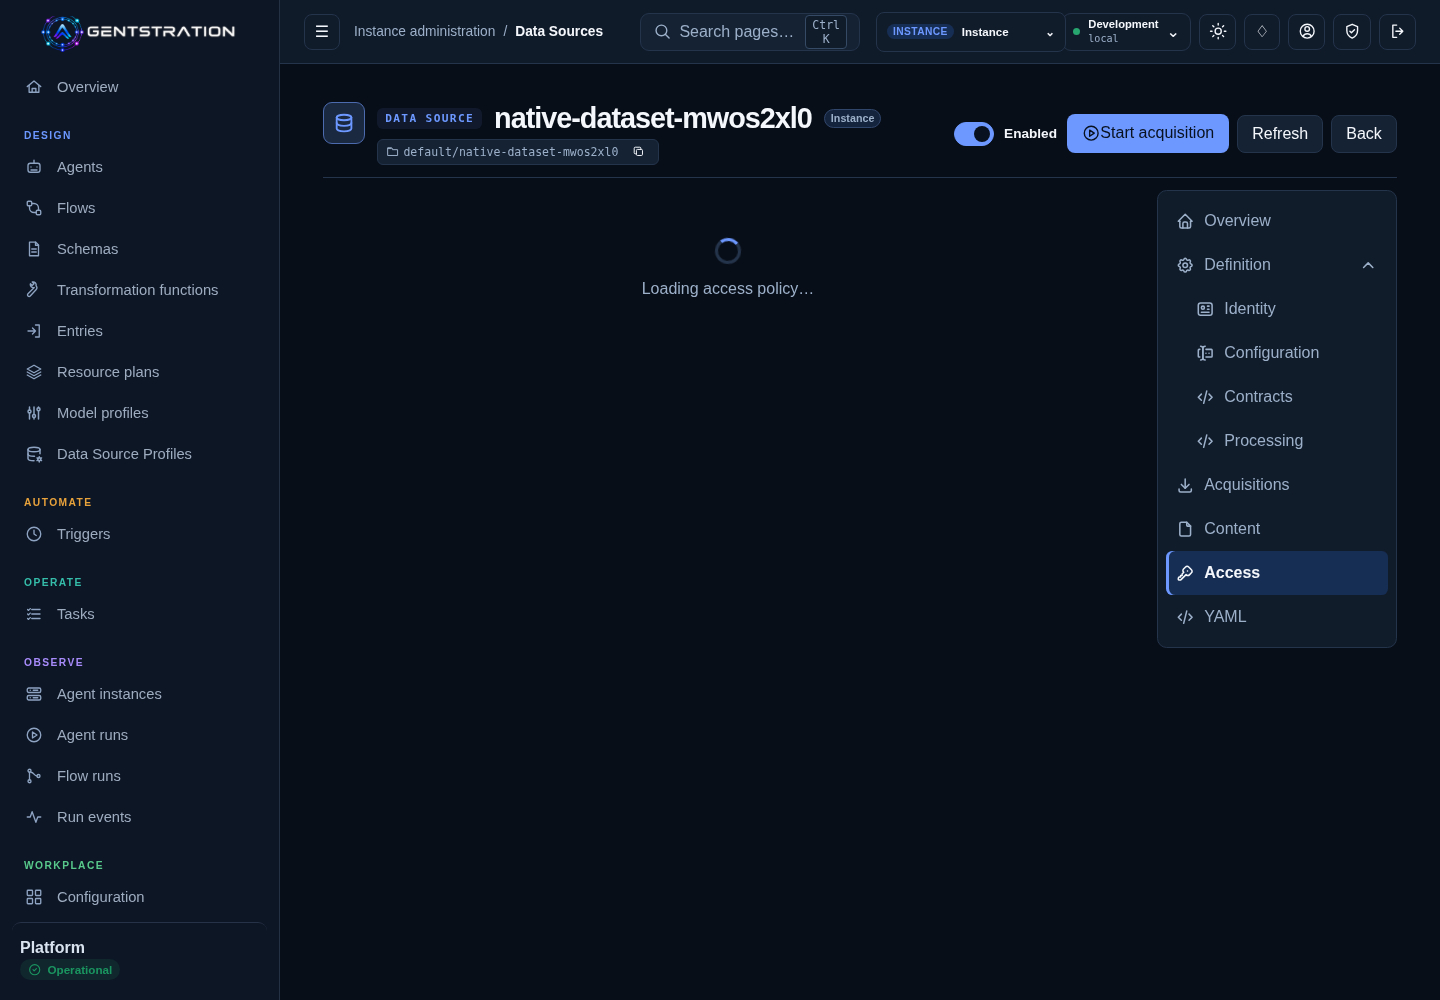 GENTSTRATION
Overview
DESIGN
Agents
Flows
Schemas
Transformation functions
Entries
Resource plans
Model profiles
Data Source Profiles
AUTOMATE
Triggers
OPERATE
Tasks
OBSERVE
Agent instances
Agent runs
Flow runs
Run events
WORKPLACE
Configuration
Platform
Operational
Instance administration / Data Sources
Search pages…
Ctrl
K
INSTANCE Instance
Development
local
DATA SOURCE native-dataset-mwos2xl0 Instance
default/native-dataset-mwos2xl0
Enabled
Start acquisition
Refresh
Back
Loading access policy…
Overview
Definition
Identity
Configuration
Contracts
Processing
Acquisitions
Content
Access
YAML